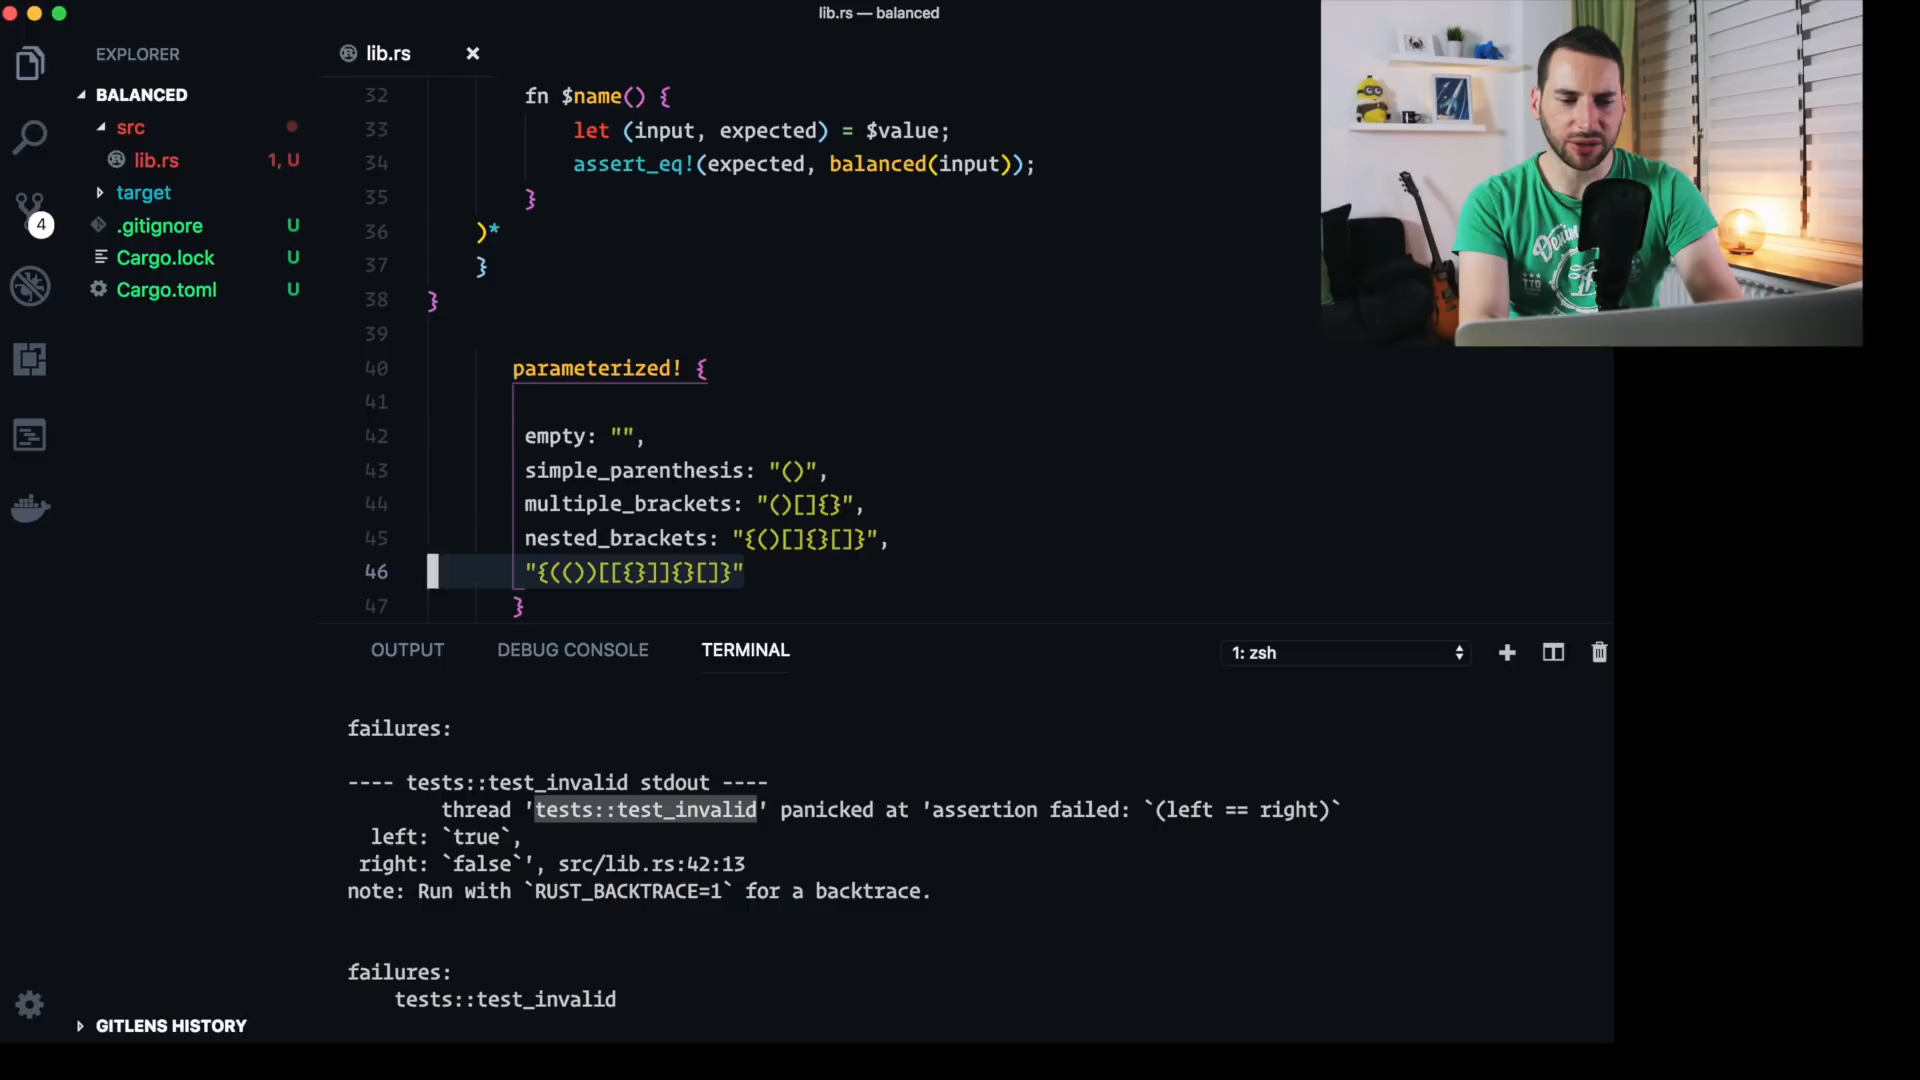 lib.rs — balanced
EXPLORER
BALANCED
src
lib.rs 1, U
target
.gitignore U
Cargo.lock U
Cargo.toml U
4
GITLENS HISTORY
lib.rs
32 fn $name() {
33 let (input, expected) = $value;
34 assert_eq!(expected, balanced(input));
35 }
36 )*
37 }
38 }
39
40 parameterized! {
41
42 empty: "",
43 simple_parenthesis: "()",
44 multiple_brackets: "()[]{}",
45 nested_brackets: "{()[]{}[]}",
46 "{(())[[{}]]{}[]}"
47 }
OUTPUT DEBUG CONSOLE TERMINAL 1: zsh
failures:
---- tests::test_invalid stdout ----
thread 'tests::test_invalid' panicked at 'assertion failed: `(left == right)`
left: `true`,
right: `false`', src/lib.rs:42:13
note: Run with `RUST_BACKTRACE=1` for a backtrace.
failures:
tests::test_invalid